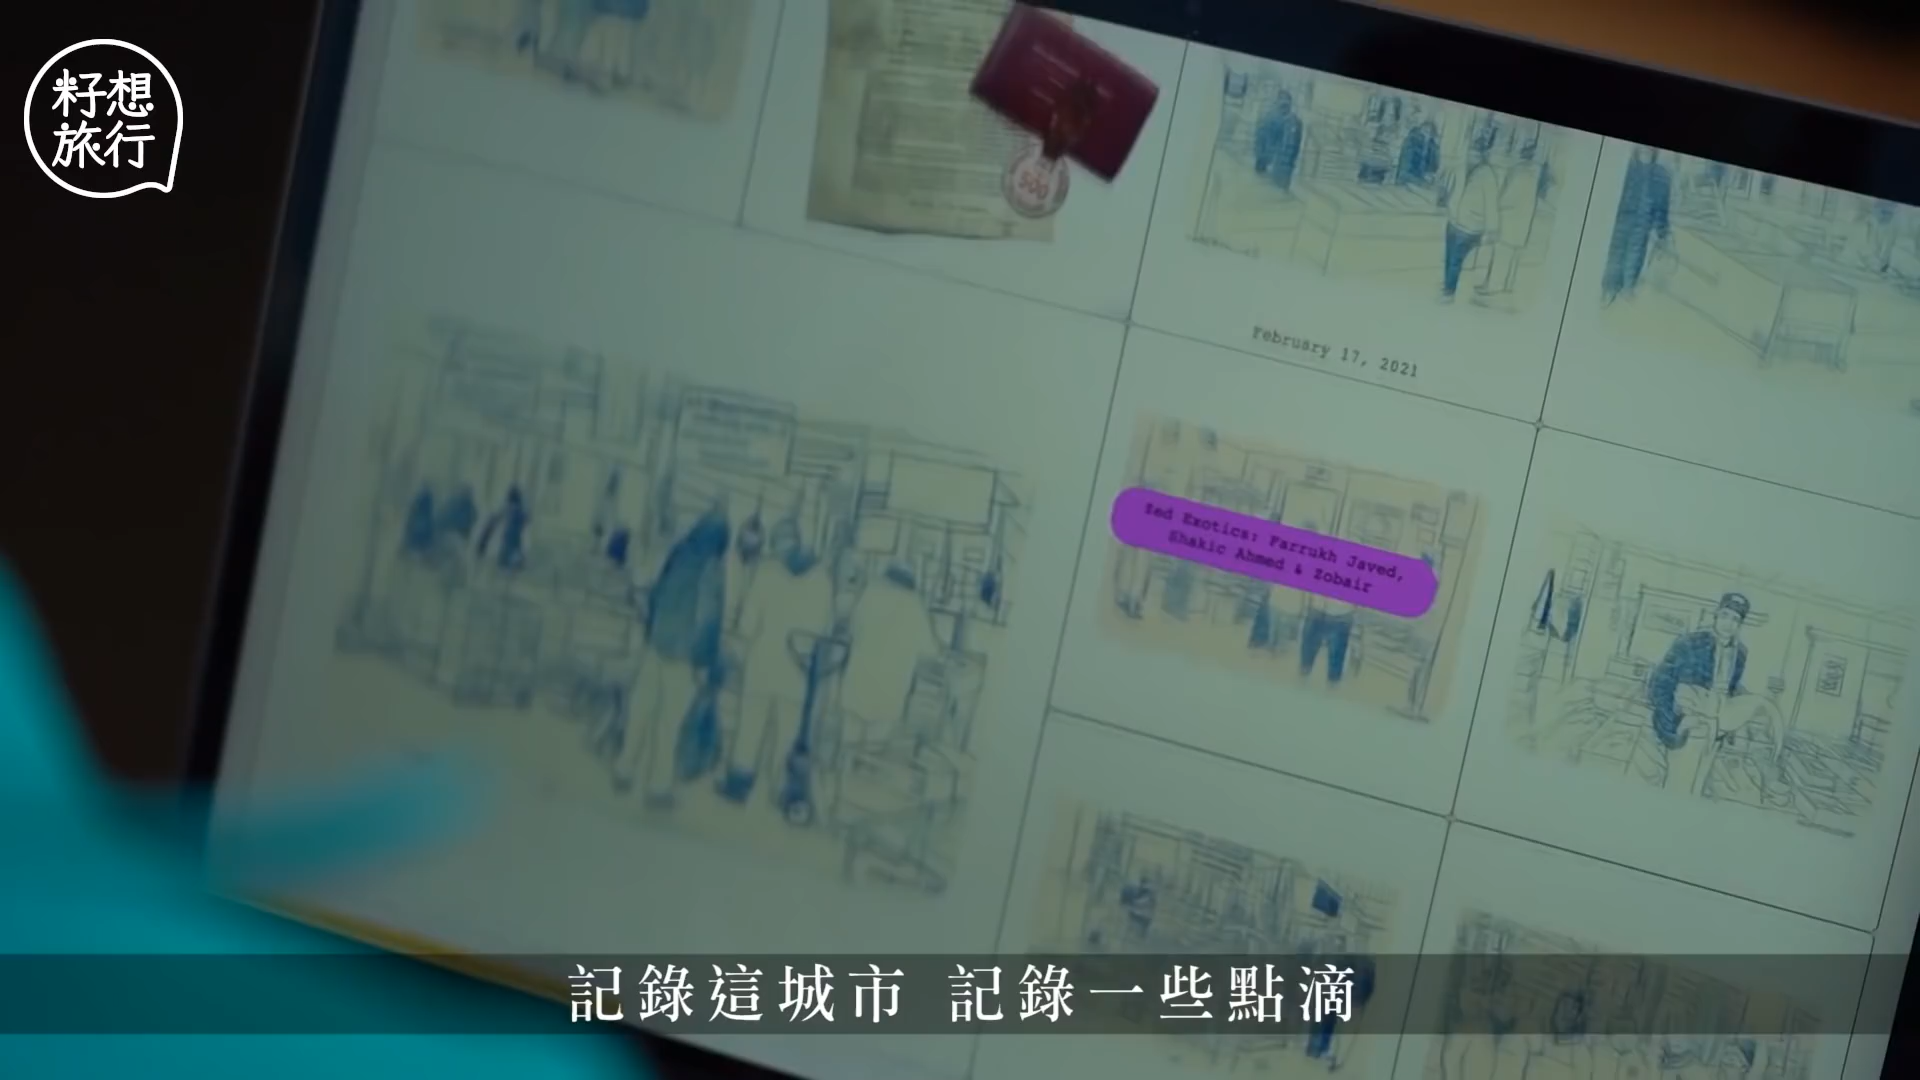 籽想
旅行
500
February 17, 2021
Zed Exotics: Farrukh Javed,
Shakic Ahmed & Zobair
記錄這城市 記錄一些點滴